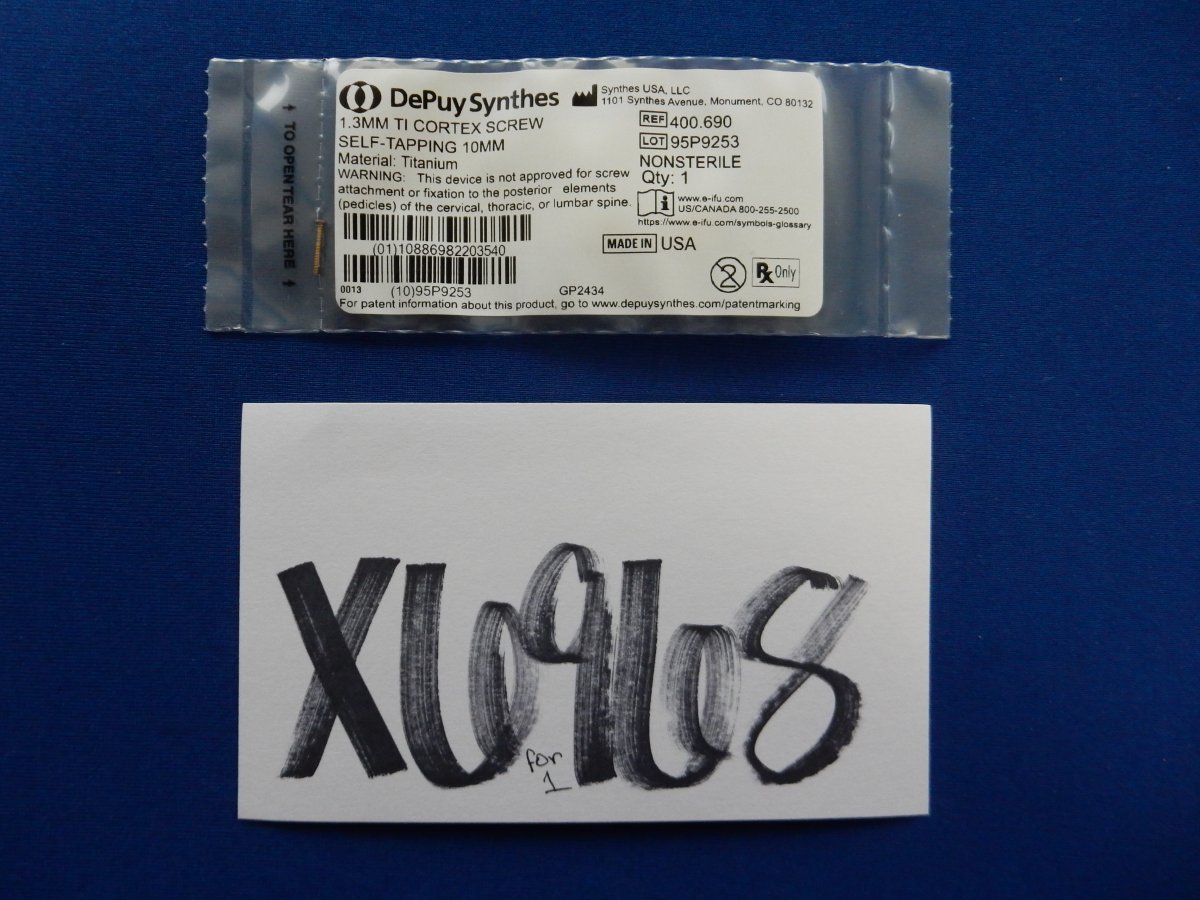 ↑ TO OPEN TEAR HERE ↑
DePuy Synthes
1.3MM TI CORTEX SCREW
SELF-TAPPING 10MM
Material: Titanium
WARNING: This device is not approved for screw
attachment or fixation to the posterior elements
(pedicles) of the cervical, thoracic, or lumbar spine.
(01)10886982203540
0013 (10)95P9253
Synthes USA, LLC
1101 Synthes Avenue, Monument, CO 80132
REF 400.690
LOT 95P9253
NONSTERILE
Qty: 1
i www.e-ifu.com
US/CANADA 800-255-2500
https://www.e-ifu.com/symbols-glossary
MADE IN USA
2 Rx Only
GP2434
For patent information about this product, go to www.depuysynthes.com/patentmarking
X6968
for
1